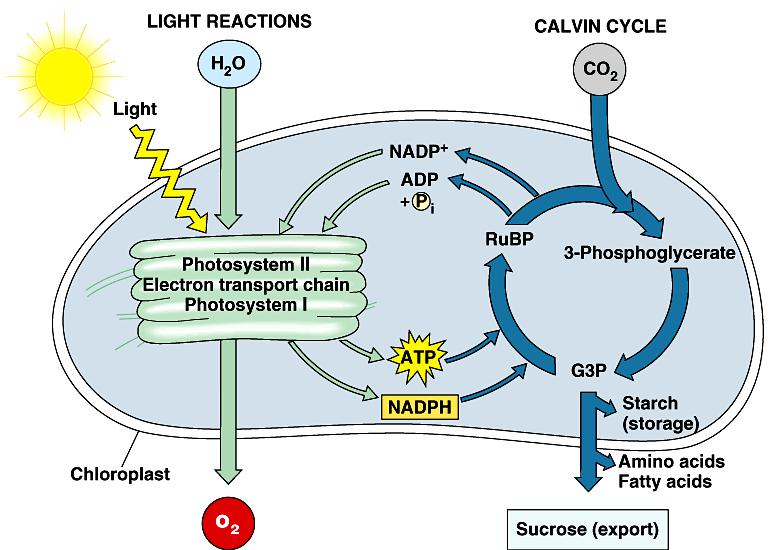 LIGHT REACTIONS
CALVIN CYCLE
H₂O
CO₂
Light
NADP⁺
ADP
+ Pᵢ
RuBP
3-Phosphoglycerate
Photosystem II
Electron transport chain
Photosystem I
ATP
NADPH
G3P
Starch
(storage)
Amino acids
Fatty acids
Chloroplast
O₂
Sucrose (export)